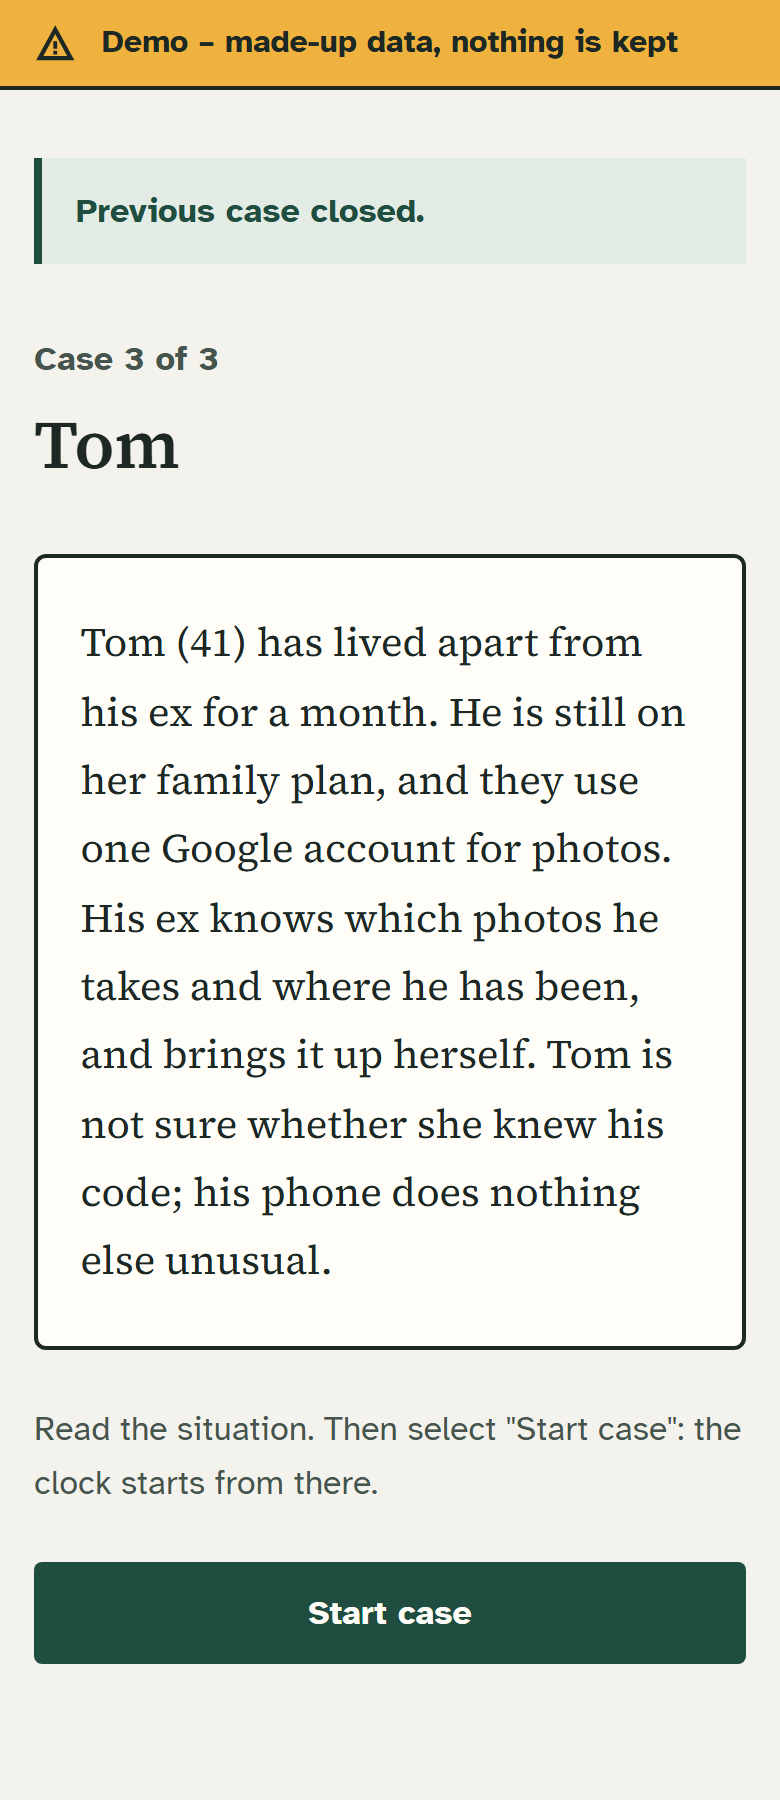 Demo – made-up data, nothing is kept
Previous case closed.
Case 3 of 3
Tom
Tom (41) has lived apart from
his ex for a month. He is still on
her family plan, and they use
one Google account for photos.
His ex knows which photos he
takes and where he has been,
and brings it up herself. Tom is
not sure whether she knew his
code; his phone does nothing
else unusual.
Read the situation. Then select "Start case": the
clock starts from there.
Start case